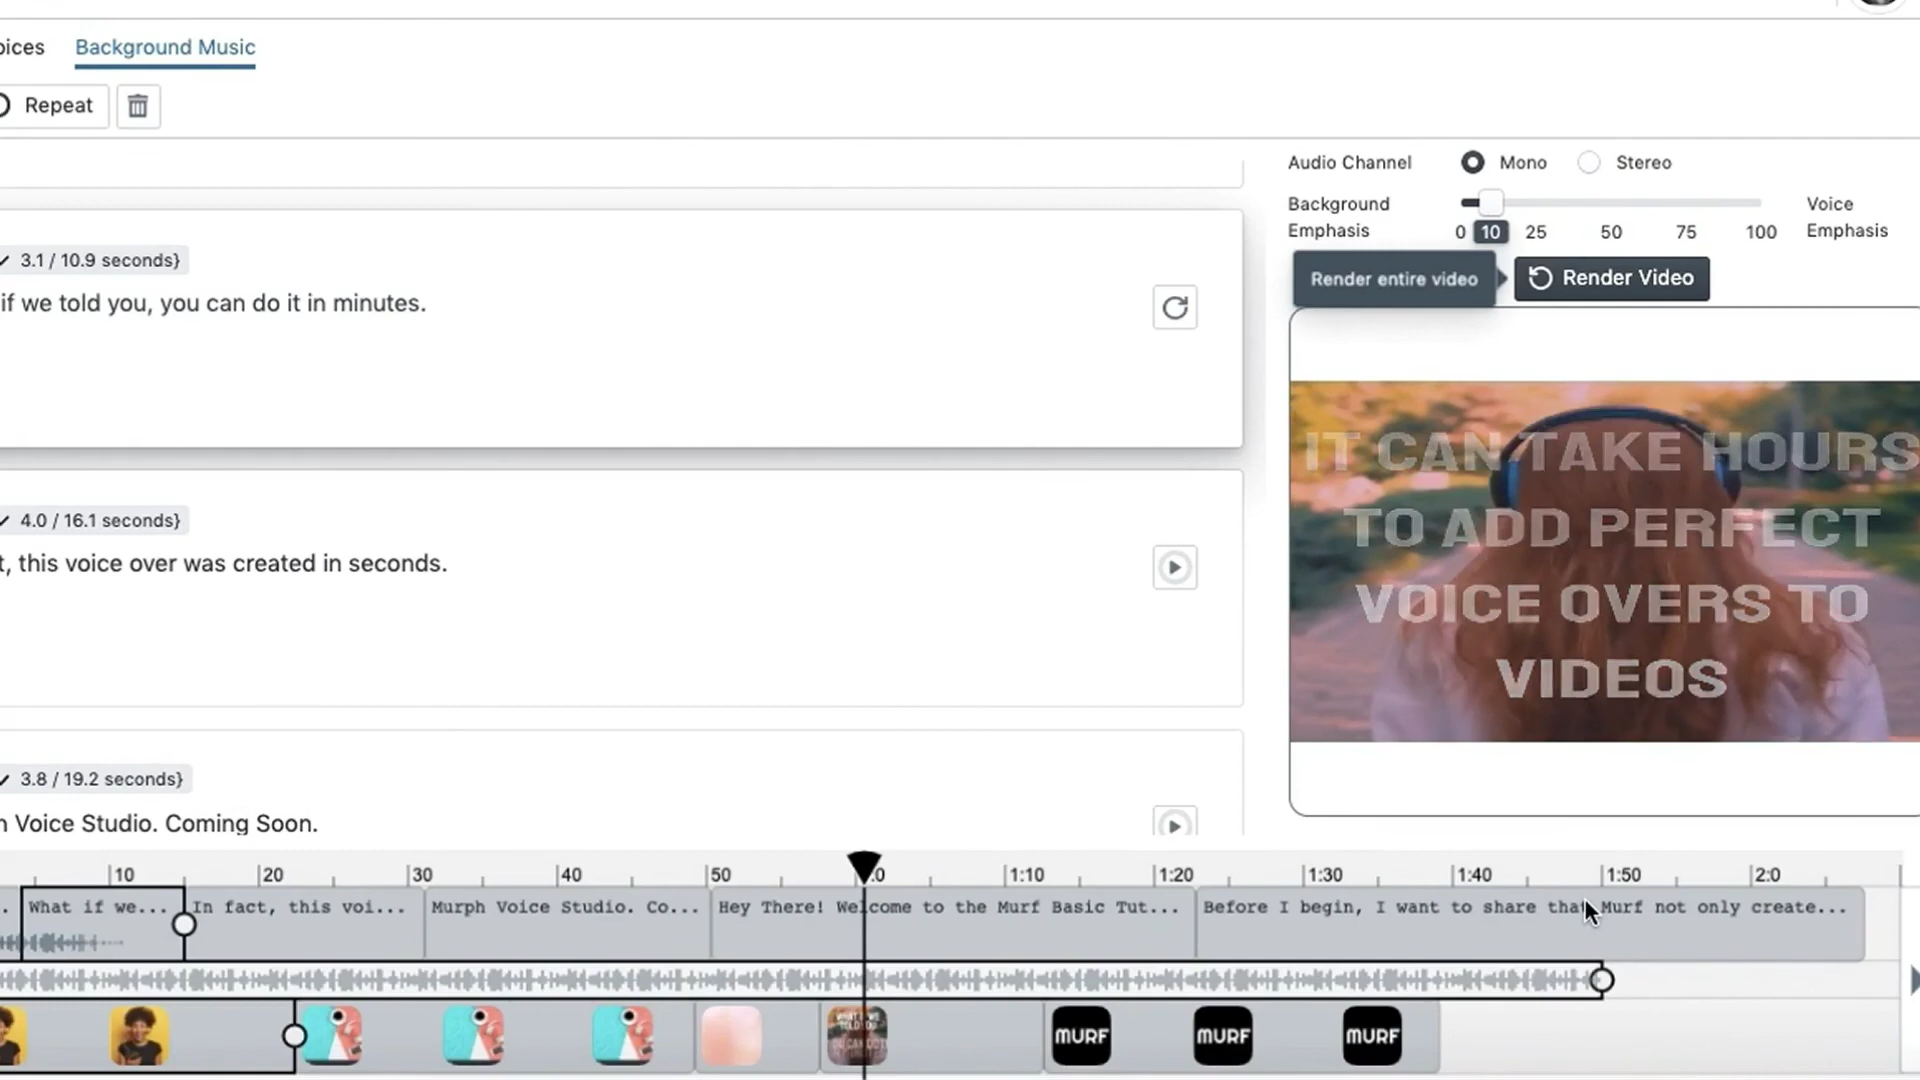 oices Background Music
Repeat
Audio Channel Mono Stereo
Background Emphasis Voice Emphasis
0 10 25 50 75 100
Render entire video Render Video
3.1 / 10.9 seconds}
if we told you, you can do it in minutes.
4.0 / 16.1 seconds}
t, this voice over was created in seconds.
3.8 / 19.2 seconds}
n Voice Studio. Coming Soon.
IT CAN TAKE HOURS
TO ADD PERFECT
VOICE OVERS TO
VIDEOS
10 20 30 40 50 :0 1:10 1:20 1:30 1:40 1:50 2:0
. What if we... In fact, this voi... Murph Voice Studio. Co... Hey There! Welcome to the Murf Basic Tut... Before I begin, I want to share that Murf not only create...
WHAT IF WE
TOLD YOU
MURF MURF MURF